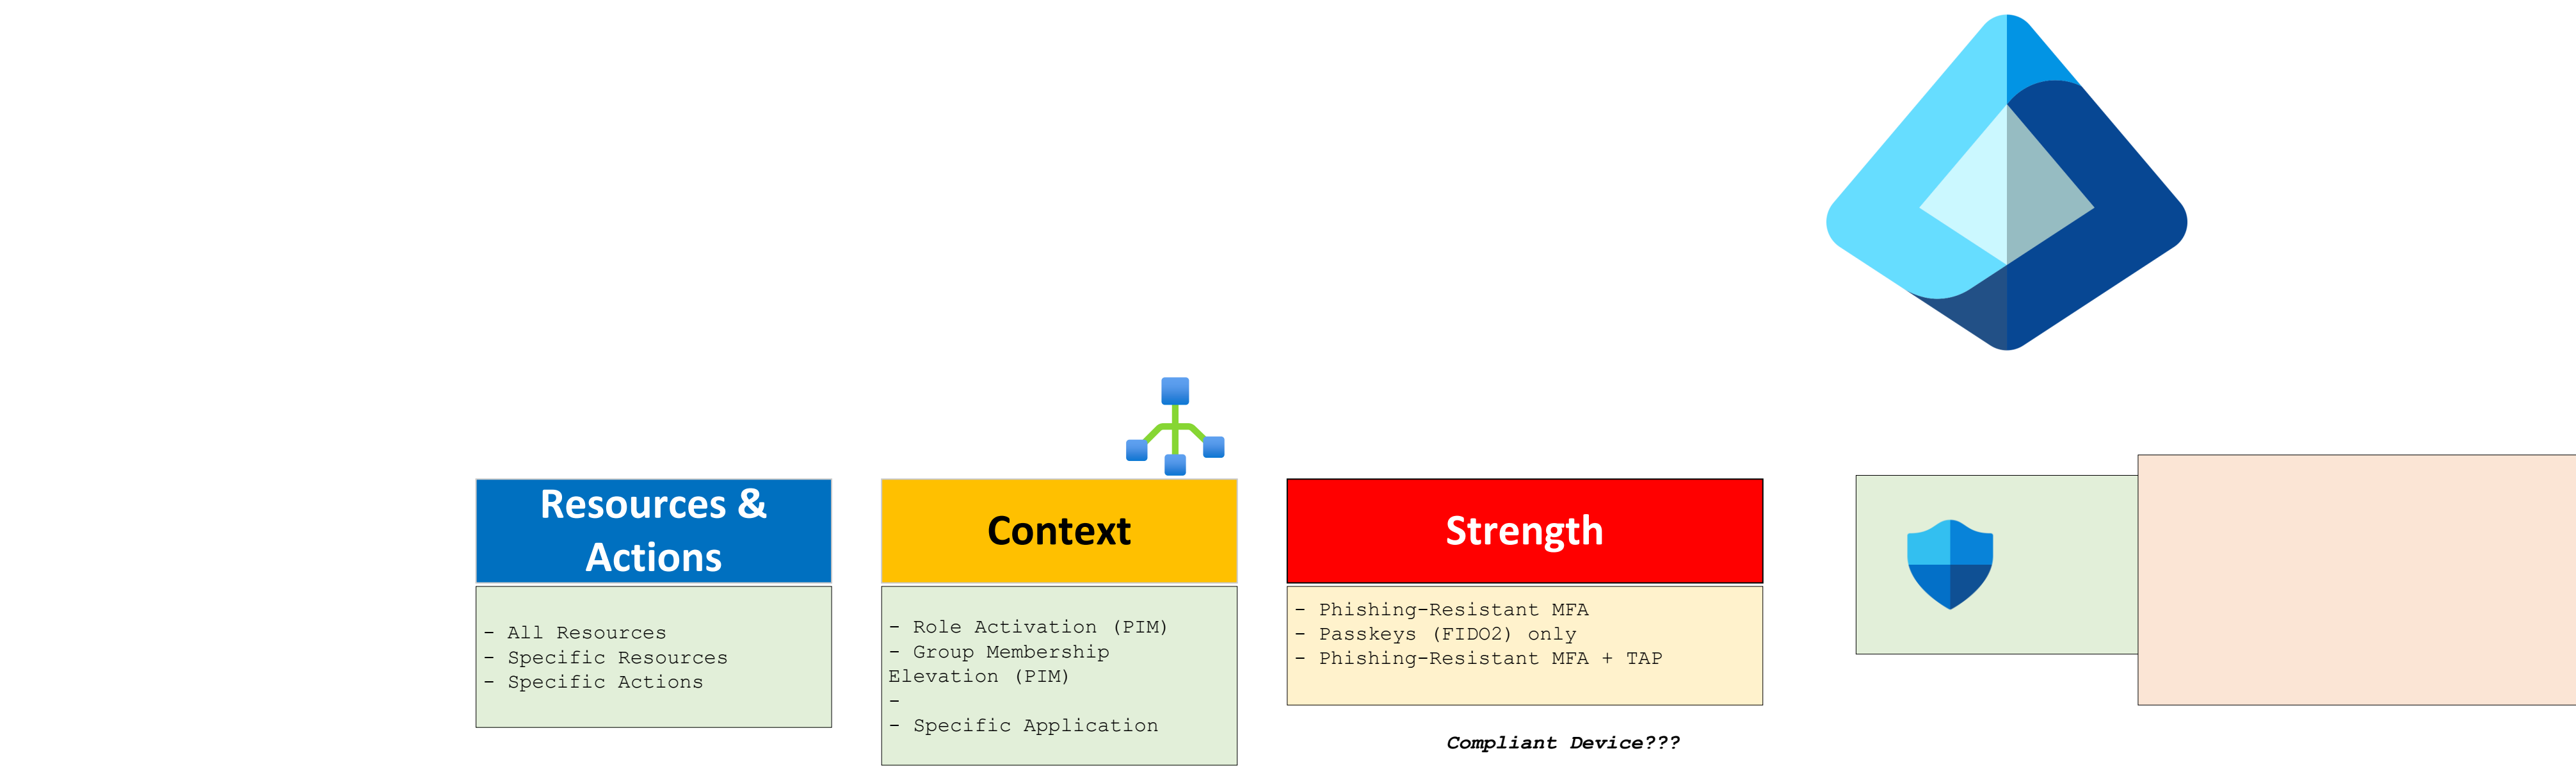 Resources &
Actions
- All Resources
- Specific Resources
- Specific Actions
Context
- Role Activation (PIM)
- Group Membership
Elevation (PIM)
-
- Specific Application
Strength
- Phishing-Resistant MFA
- Passkeys (FIDO2) only
- Phishing-Resistant MFA + TAP
Compliant Device???